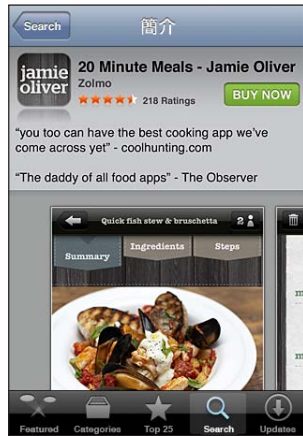 Search
簡介
jamie
oliver
20 Minute Meals - Jamie Oliver
Zolmo
218 Ratings
BUY NOW
“you too can have the best cooking app we’ve
come across yet” - coolhunting.com
“The daddy of all food apps” - The Observer
Quick fish stew & bruschetta
2
Summary
Ingredients
Steps
Featured
Categories
Top 25
Search
Updates